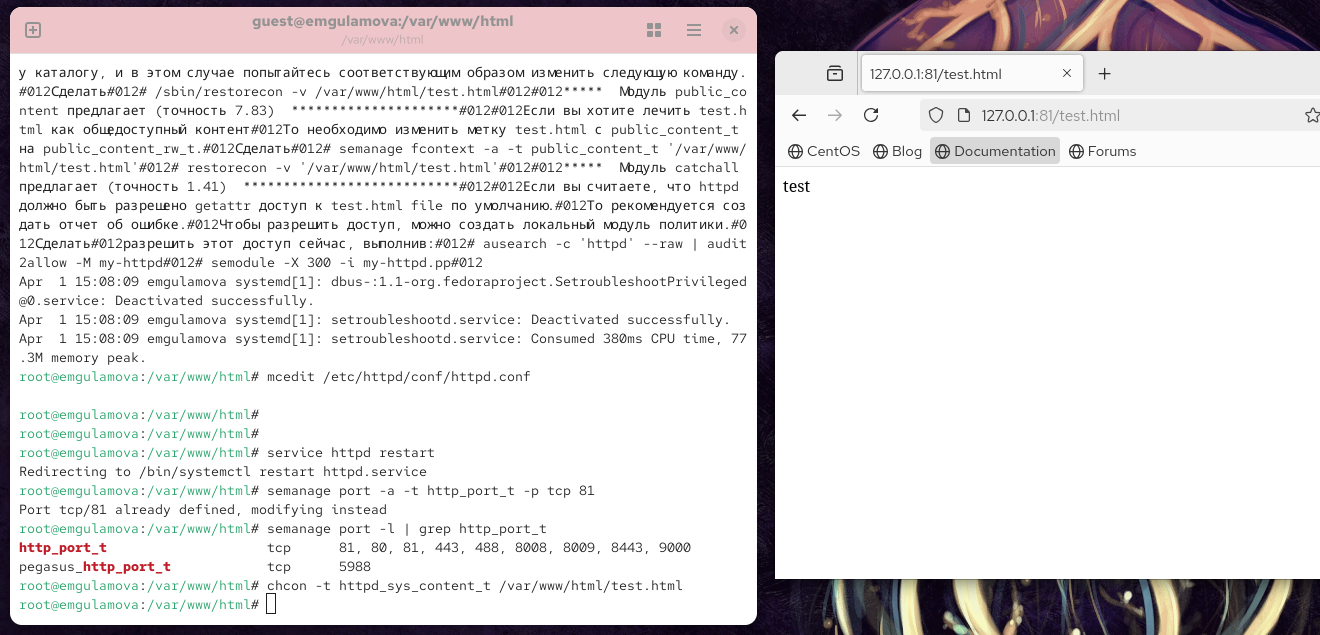 guest@emgulamova:/var/www/html
/var/www/html
у каталогу, и в этом случае попытайтесь соответствующим образом изменить следующую команду.
#012Сделать#012# /sbin/restorecon -v /var/www/html/test.html#012#012***** Модуль public_co
ntent предлагает (точность 7.83) *********************#012#012Если вы хотите лечить test.h
tml как общедоступный контент#012То необходимо изменить метку test.html с public_content_t
на public_content_rw_t.#012Сделать#012# semanage fcontext -a -t public_content_t '/var/www/
html/test.html'#012# restorecon -v '/var/www/html/test.html'#012#012***** Модуль catchall
предлагает (точность 1.41) ***************************#012#012Если вы считаете, что httpd
должно быть разрешено getattr доступ к test.html file по умолчанию.#012То рекомендуется соз
дать отчет об ошибке.#012Чтобы разрешить доступ, можно создать локальный модуль политики.#0
12Сделать#012разрешить этот доступ сейчас, выполнив:#012# ausearch -c 'httpd' --raw | audit
2allow -M my-httpd#012# semodule -X 300 -i my-httpd.pp#012
Apr  1 15:08:09 emgulamova systemd[1]: dbus-:1.1-org.fedoraproject.SetroubleshootPrivileged
@0.service: Deactivated successfully.
Apr  1 15:08:09 emgulamova systemd[1]: setroubleshootd.service: Deactivated successfully.
Apr  1 15:08:09 emgulamova systemd[1]: setroubleshootd.service: Consumed 380ms CPU time, 77
.3M memory peak.
root@emgulamova:/var/www/html# mcedit /etc/httpd/conf/httpd.conf
root@emgulamova:/var/www/html#
root@emgulamova:/var/www/html#
root@emgulamova:/var/www/html# service httpd restart
Redirecting to /bin/systemctl restart httpd.service
root@emgulamova:/var/www/html# semanage port -a -t http_port_t -p tcp 81
Port tcp/81 already defined, modifying instead
root@emgulamova:/var/www/html# semanage port -l | grep http_port_t
http_port_t                    tcp      81, 80, 81, 443, 488, 8008, 8009, 8443, 9000
pegasus_http_port_t            tcp      5988
root@emgulamova:/var/www/html# chcon -t httpd_sys_content_t /var/www/html/test.html
root@emgulamova:/var/www/html#
127.0.0.1:81/test.html
127.0.0.1:81/test.html
CentOS Blog Documentation Forums
test